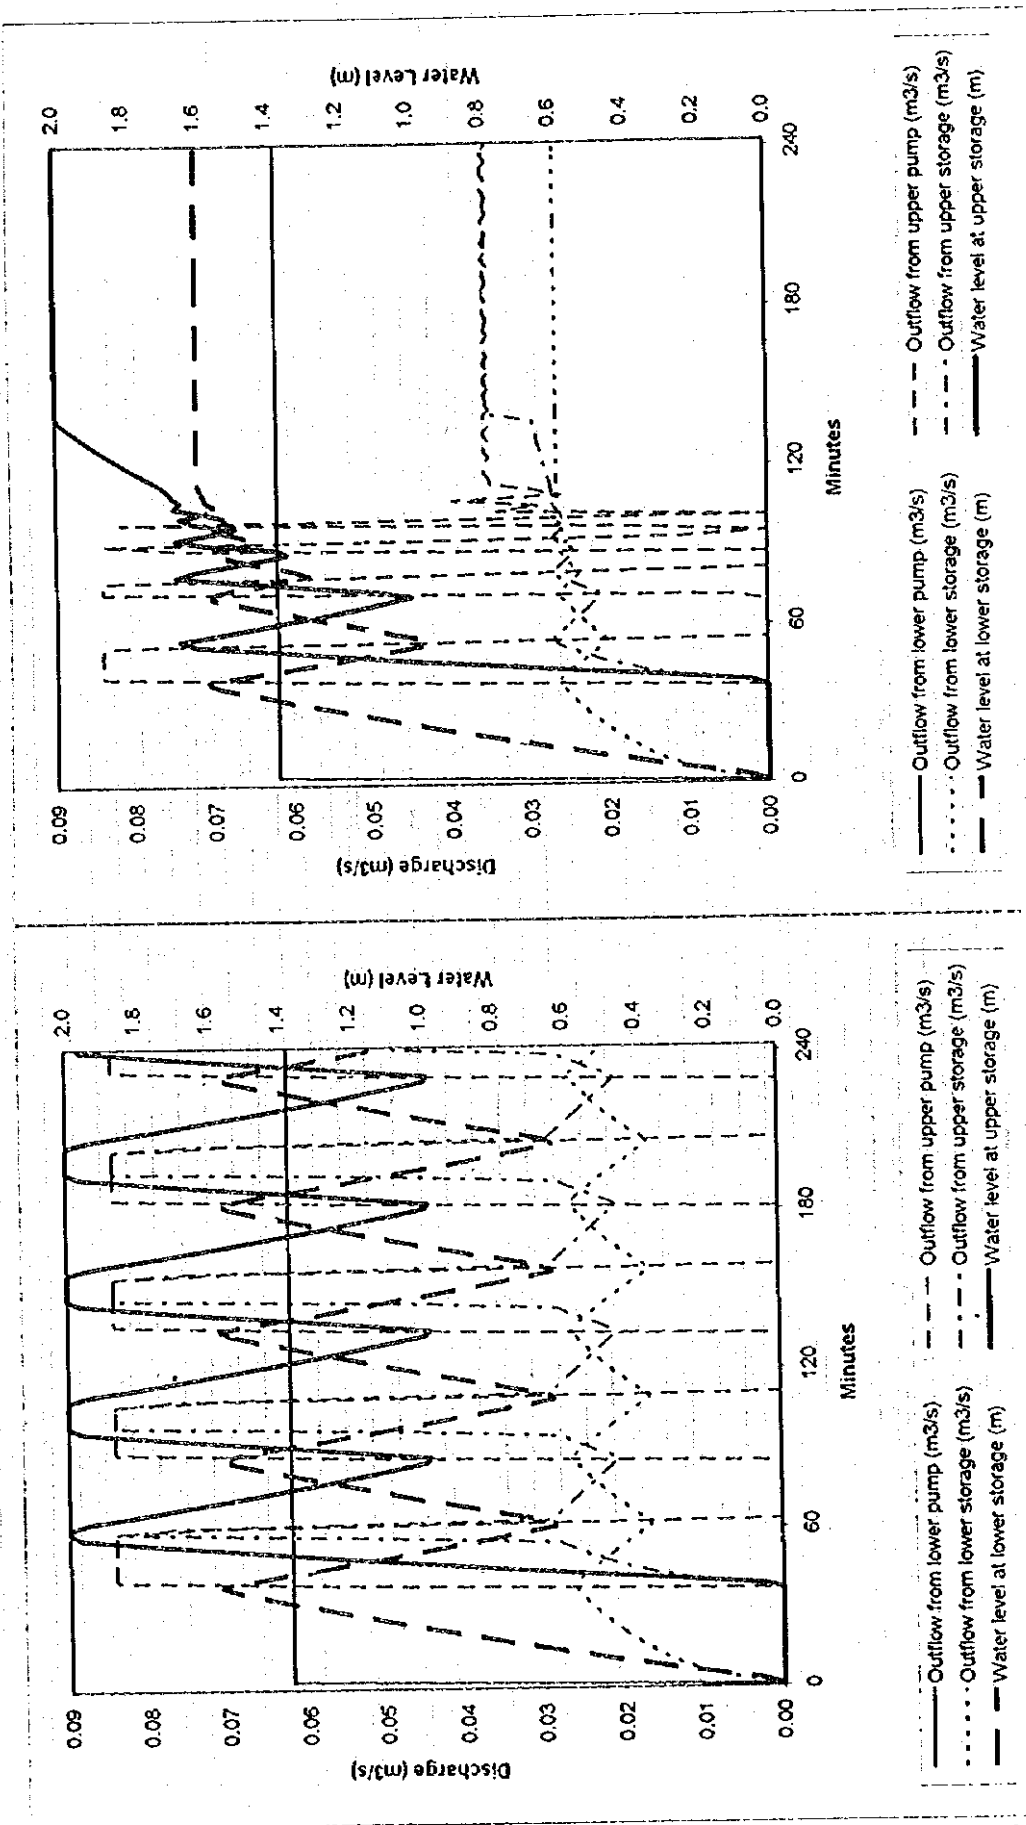 Discharge (m3/s)
0.09
0.08
0.07
0.06
0.05
0.04
0.03
0.02
0.01
0.00
Water Level (m)
2.0
1.8
1.6
1.4
1.2
1.0
0.8
0.6
0.4
0.2
0.0
0
60
120
180
240
Minutes
Outflow from lower pump (m3/s)
Outflow from upper pump (m3/s)
Outflow from lower storage (m3/s)
Outflow from upper storage (m3/s)
Water level at lower storage (m)
Water level at upper storage (m)
Discharge (m3/s)
0.09
0.08
0.07
0.06
0.05
0.04
0.03
0.02
0.01
0.00
Water Level (m)
2.0
1.8
1.6
1.4
1.2
1.0
0.8
0.6
0.4
0.2
0.0
0
60
120
180
240
Minutes
Outflow from lower pump (m3/s)
Outflow from upper pump (m3/s)
Outflow from lower storage (m3/s)
Outflow from upper storage (m3/s)
Water level at lower storage (m)
Water level at upper storage (m)